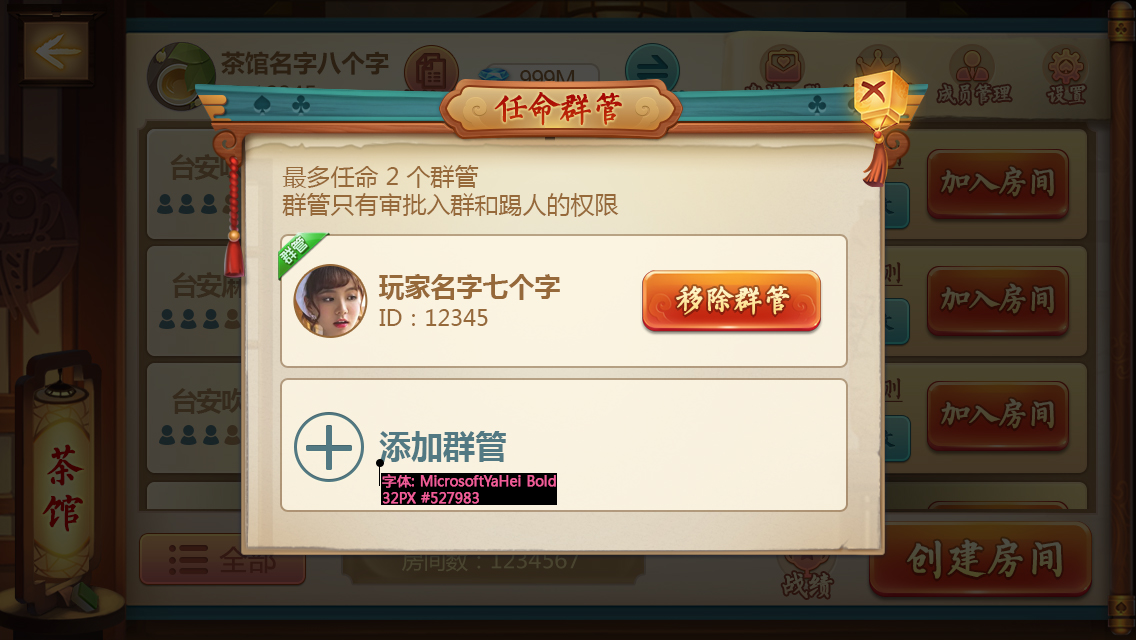 茶馆名字八个字
999M
任命群管
成员管理
设置
最多任命 2 个群管
群管只有审批入群和踢人的权限
群管
玩家名字七个字
ID：12345
移除群管
添加群管
字体: MicrosoftYaHei Bold
32PX #527983
台安
加入房间
台安
则
加入房间
台安吹
则
加入房间
茶馆
全部
房间数：1234567
战绩
创建房间